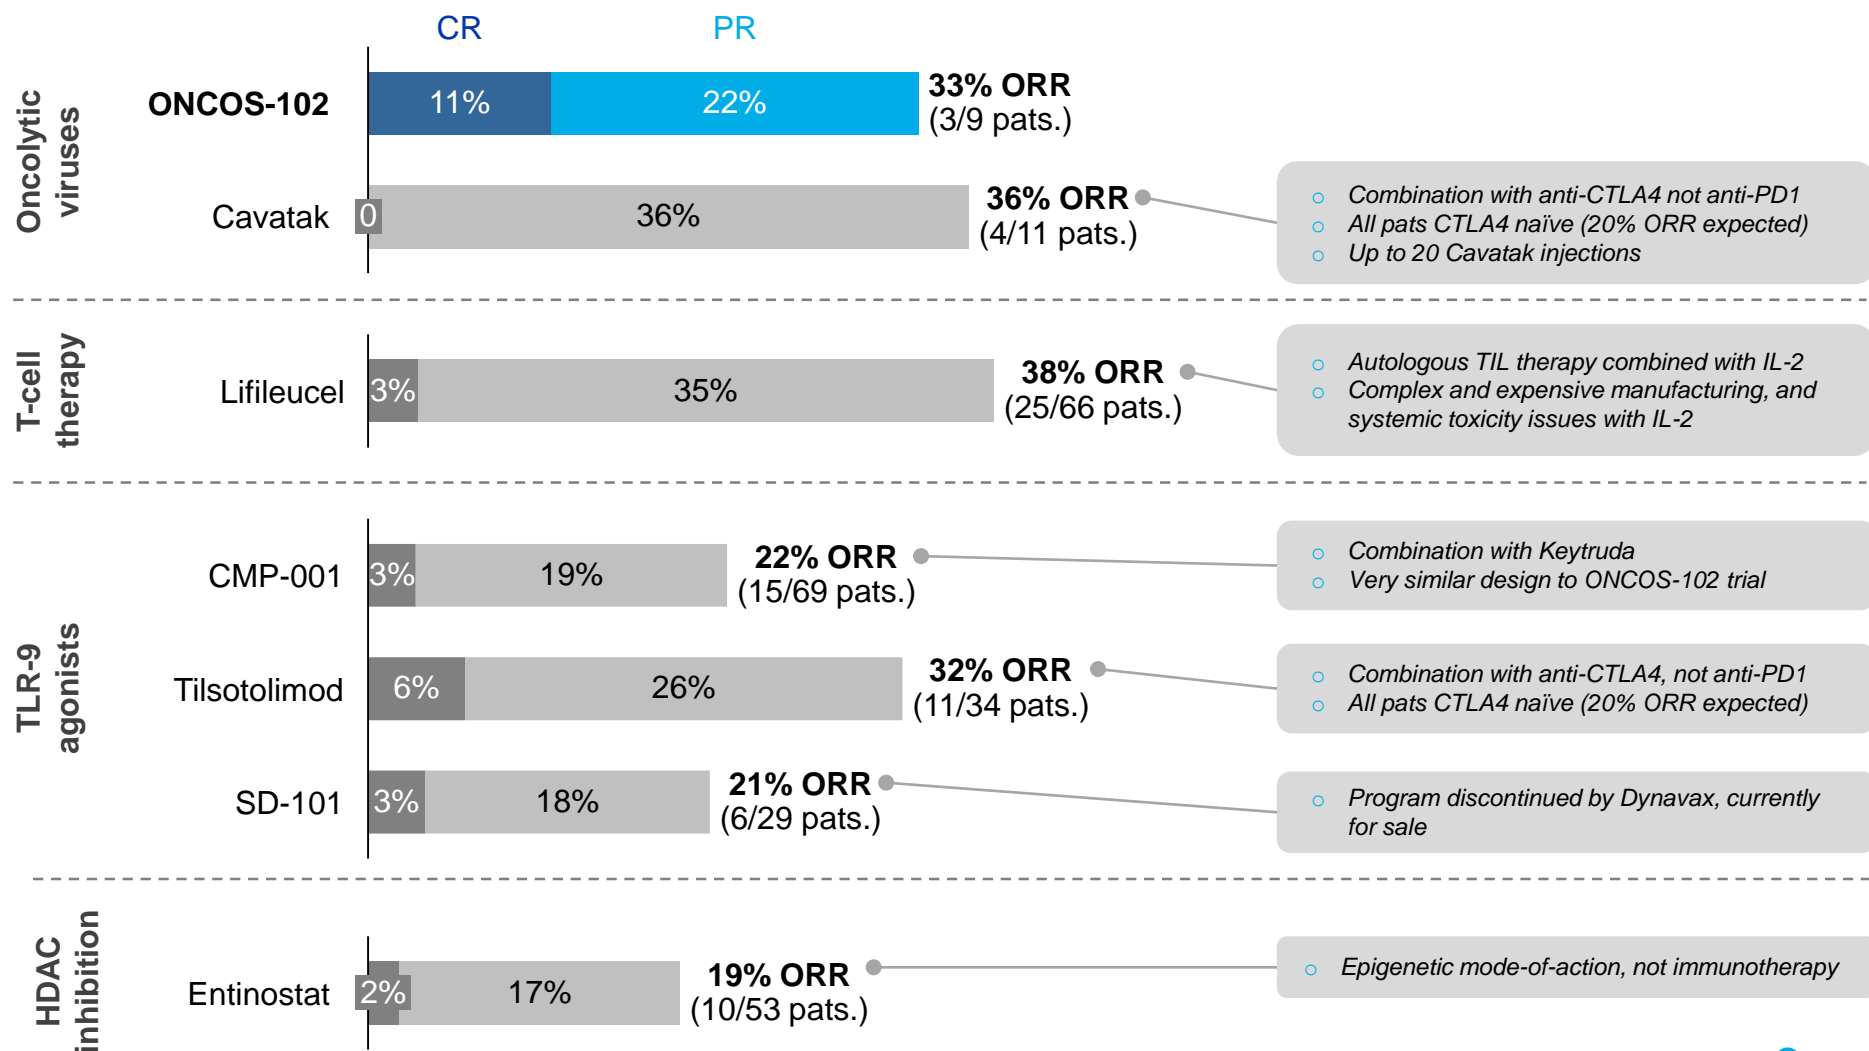 CR
PR
Oncolytic
viruses
ONCOS-102
11%
22%
33% ORR
(3/9 pats.)
Cavatak
0
36%
36% ORR
(4/11 pats.)
○ Combination with anti-CTLA4 not anti-PD1
○ All pats CTLA4 naïve (20% ORR expected)
○ Up to 20 Cavatak injections
T-cell
therapy
Lifileucel
3%
35%
38% ORR
(25/66 pats.)
○ Autologous TIL therapy combined with IL-2
○ Complex and expensive manufacturing, and
systemic toxicity issues with IL-2
TLR-9
agonists
CMP-001
3%
19%
22% ORR
(15/69 pats.)
○ Combination with Keytruda
○ Very similar design to ONCOS-102 trial
Tilsotolimod
6%
26%
32% ORR
(11/34 pats.)
○ Combination with anti-CTLA4, not anti-PD1
○ All pats CTLA4 naïve (20% ORR expected)
SD-101
3%
18%
21% ORR
(6/29 pats.)
○ Program discontinued by Dynavax, currently
for sale
HDAC
inhibition
Entinostat
2%
17%
19% ORR
(10/53 pats.)
○ Epigenetic mode-of-action, not immunotherapy